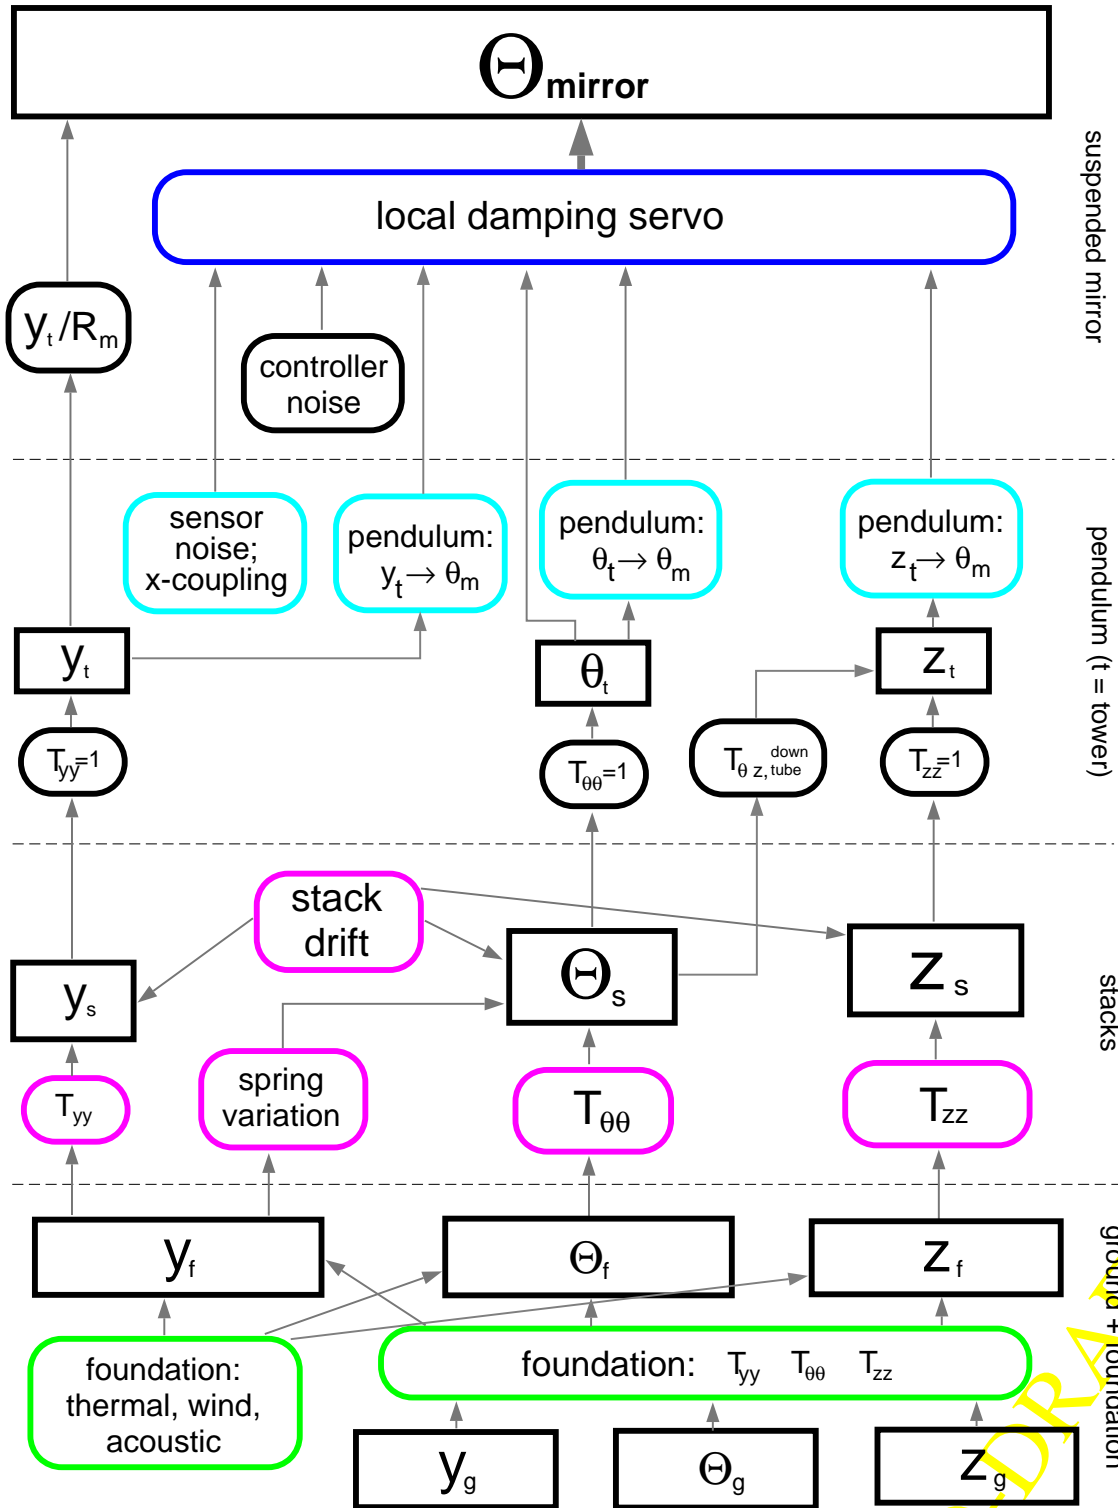 Θmirror
local damping servo
suspended mirror
yt/Rm
controller
noise
sensor
noise;
x-coupling
pendulum:
yt→ θm
pendulum:
θt→ θm
pendulum:
zt→ θm
pendulum (t = tower)
yt
θt
zt
Tyy=1
Tθθ=1
Tθ z, down tube
Tzz=1
stack
drift
stacks
ys
Θs
zs
Tyy
spring
variation
Tθθ
Tzz
yf
Θf
zf
ground + foundation
foundation:
thermal, wind,
acoustic
foundation: Tyy Tθθ Tzz
yg
Θg
zg